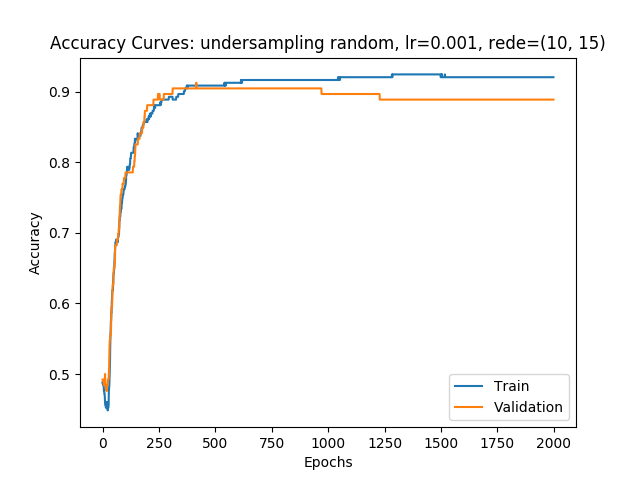 Accuracy Curves: undersampling random, lr=0.001, rede=(10, 15)
Accuracy
0.9
0.8
0.7
0.6
0.5
0
250
500
750
1000
1250
1500
1750
2000
Epochs
Train
Validation